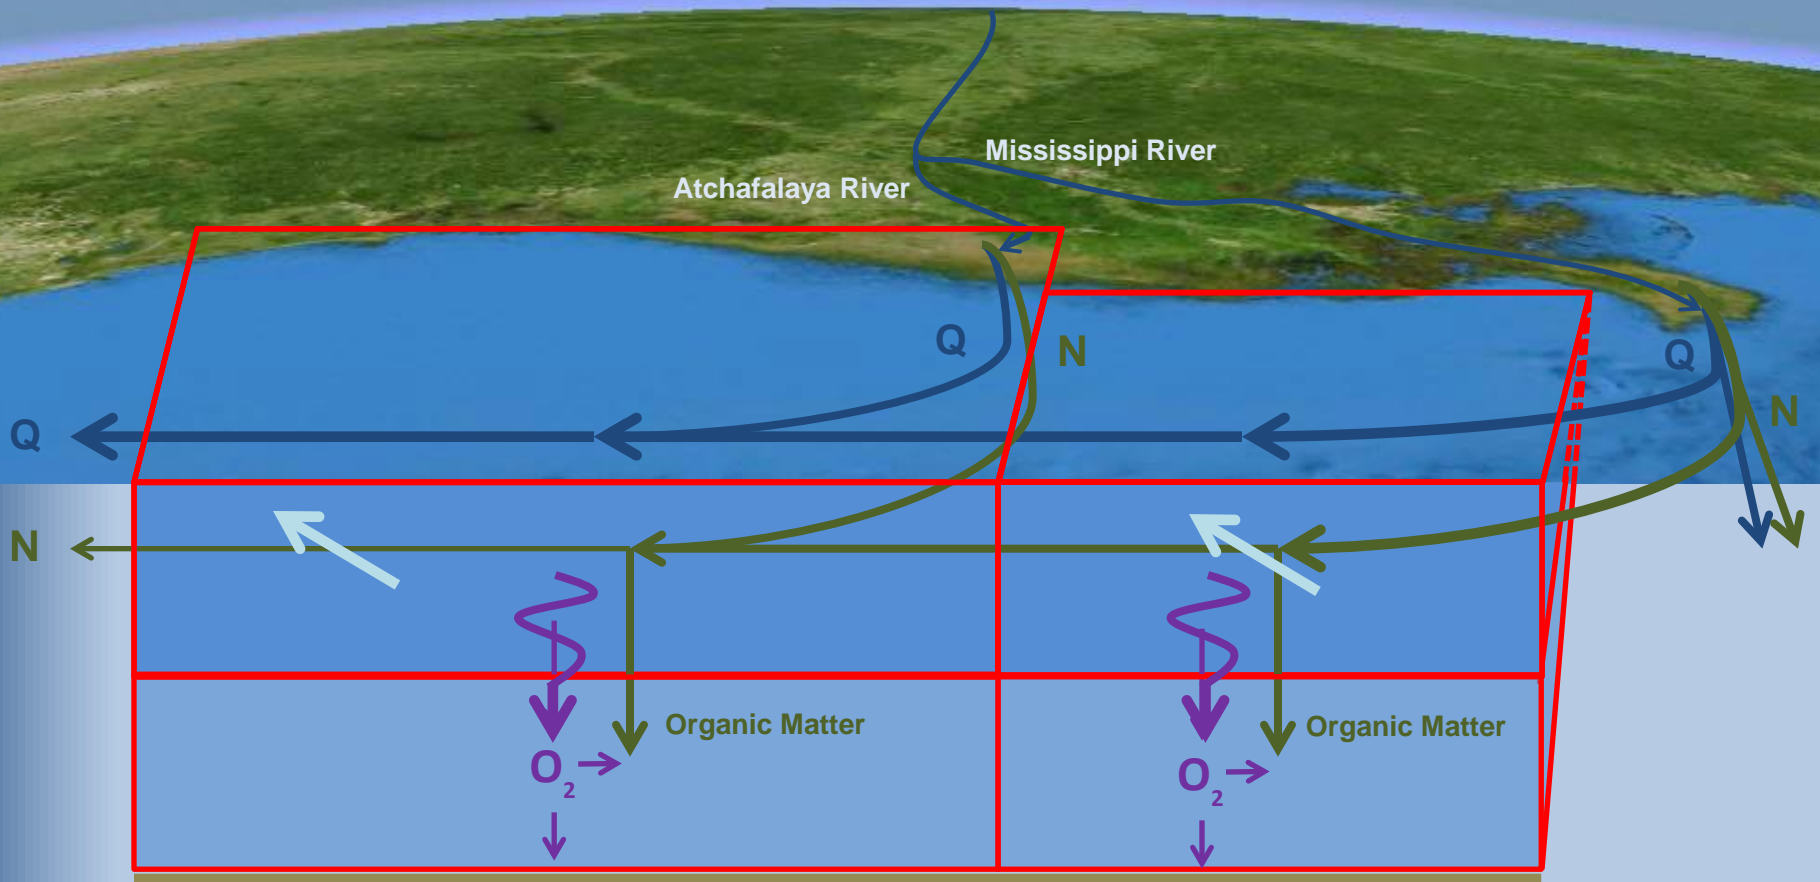 Mississippi River
Atchafalaya River
Q
N
Q
N
Q
N
Organic Matter
Organic Matter
O2
O2